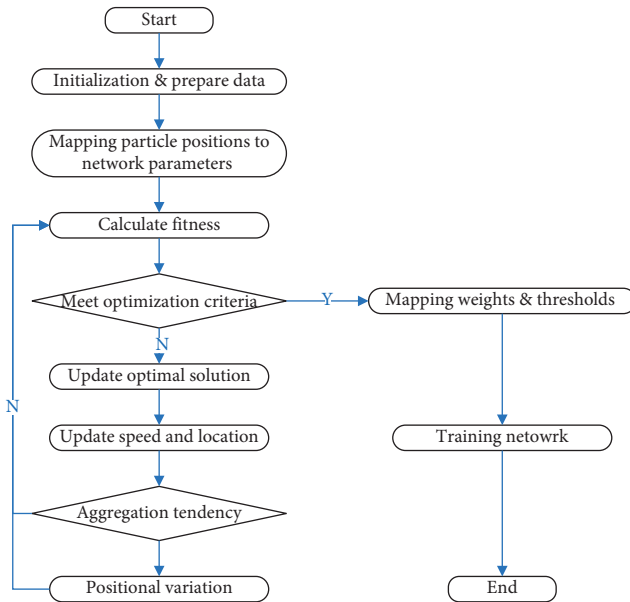 Start
Initialization & prepare data
Mapping particle positions to
network parameters
Calculate fitness
Meet optimization criteria
Y
Mapping weights & thresholds
N
Update optimal solution
N
Update speed and location
Training netowrk
Aggregation tendency
Positional variation
End